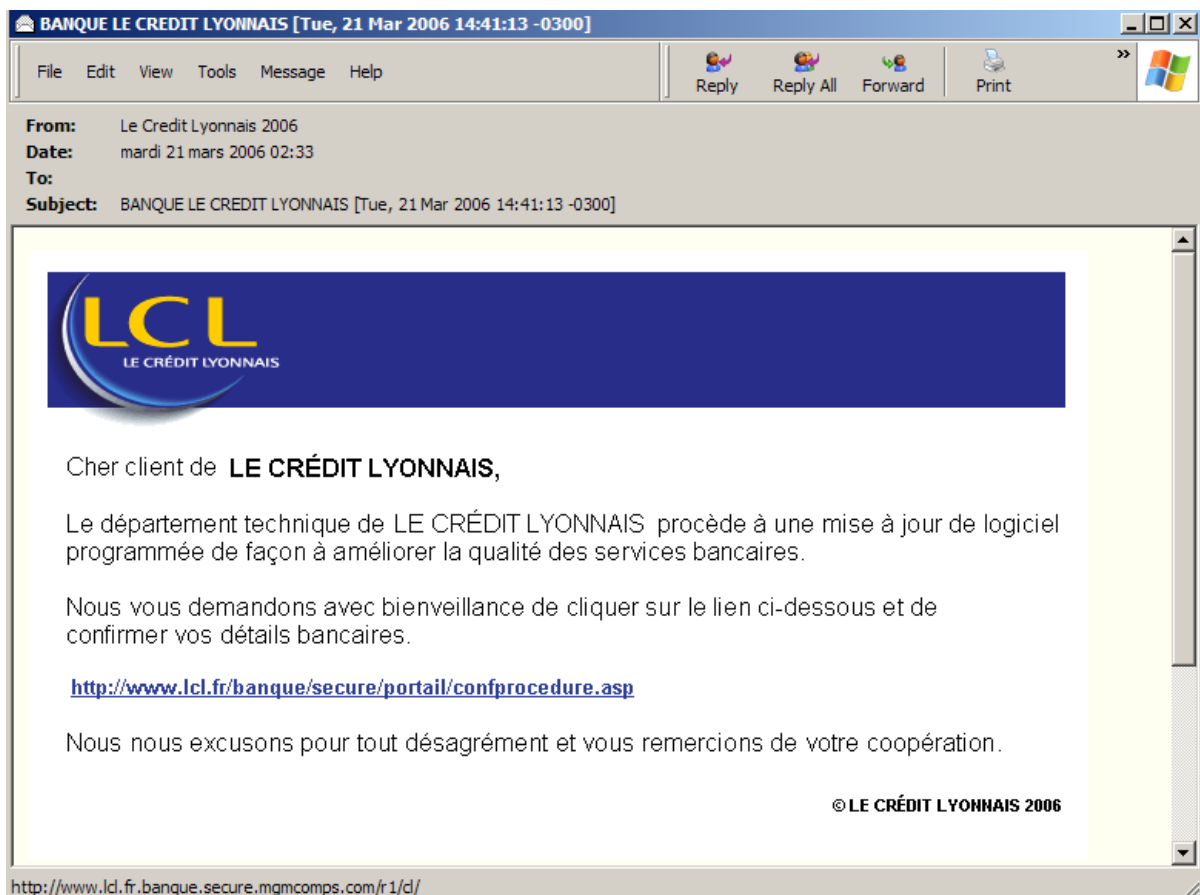 BANQUE LE CREDIT LYONNAIS [Tue, 21 Mar 2006 14:41:13 -0300]
File Edit View Tools Message Help
Reply Reply All Forward Print »
From: Le Credit Lyonnais 2006
Date: mardi 21 mars 2006 02:33
To:
Subject: BANQUE LE CREDIT LYONNAIS [Tue, 21 Mar 2006 14:41:13 -0300]
LCL
LE CRÉDIT LYONNAIS
Cher client de LE CRÉDIT LYONNAIS,
Le département technique de LE CRÉDIT LYONNAIS procède à une mise à jour de logiciel
programmée de façon à améliorer la qualité des services bancaires.
Nous vous demandons avec bienveillance de cliquer sur le lien ci-dessous et de
confirmer vos détails bancaires.
http://www.lcl.fr/banque/secure/portail/confprocedure.asp
Nous nous excusons pour tout désagrément et vous remercions de votre coopération.
© LE CRÉDIT LYONNAIS 2006
http://www.lcl.fr.banque.secure.mgmcomps.com/r1/cl/